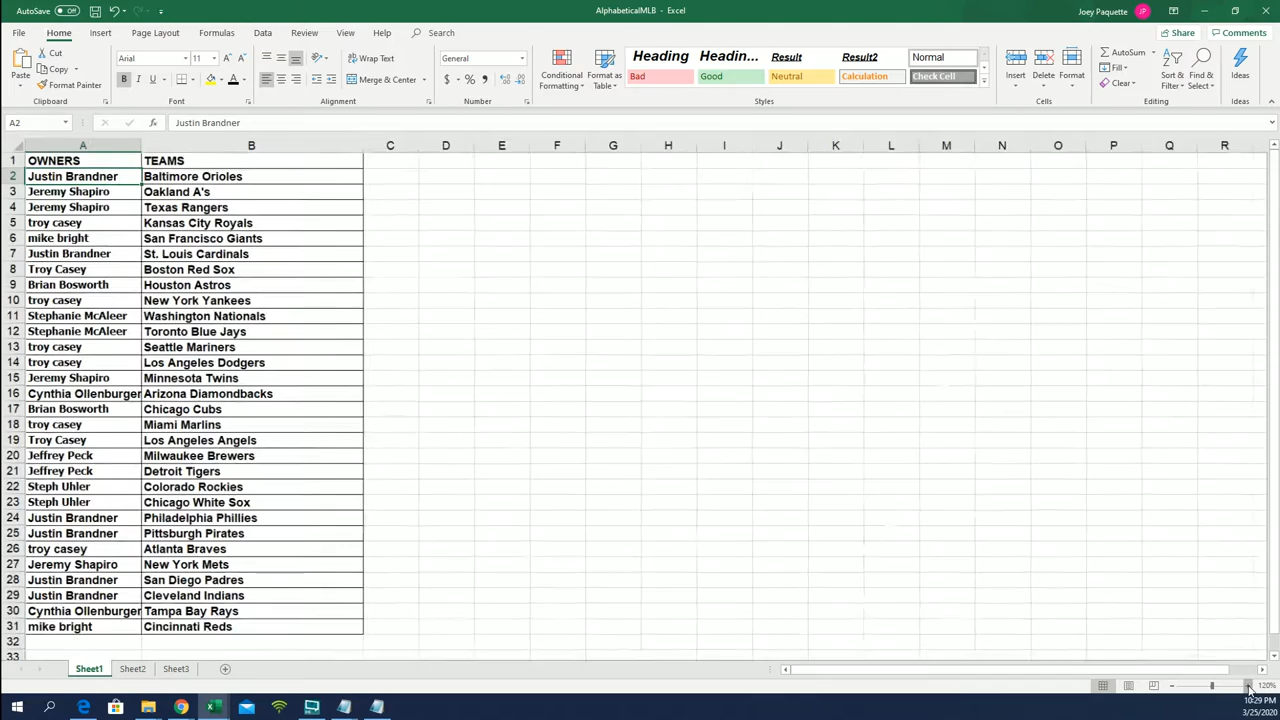 AutoSave Off AlphabeticalMLB - Excel Joey Paquette JP
File Home Insert Page Layout Formulas Data Review View Help Search Share Comments
Cut
Copy
Format Painter
Paste
Clipboard
Arial 11
B I U
Font
Wrap Text
Merge & Center
Alignment
General
$ % ,
Number
Conditional Formatting
Format as Table
Heading Headin... Result Result2 Normal
Bad Good Neutral Calculation Check Cell
Styles
Insert Delete Format
Cells
AutoSum
Fill
Clear
Sort & Filter
Find & Select
Editing
Ideas
Ideas
A2 fx Justin Brandner
A B C D E F G H I J K L M N O P Q R
1 OWNERS TEAMS
2 Justin Brandner Baltimore Orioles
3 Jeremy Shapiro Oakland A's
4 Jeremy Shapiro Texas Rangers
5 troy casey Kansas City Royals
6 mike bright San Francisco Giants
7 Justin Brandner St. Louis Cardinals
8 Troy Casey Boston Red Sox
9 Brian Bosworth Houston Astros
10 troy casey New York Yankees
11 Stephanie McAleer Washington Nationals
12 Stephanie McAleer Toronto Blue Jays
13 troy casey Seattle Mariners
14 troy casey Los Angeles Dodgers
15 Jeremy Shapiro Minnesota Twins
16 Cynthia Ollenburger Arizona Diamondbacks
17 Brian Bosworth Chicago Cubs
18 troy casey Miami Marlins
19 Troy Casey Los Angeles Angels
20 Jeffrey Peck Milwaukee Brewers
21 Jeffrey Peck Detroit Tigers
22 Steph Uhler Colorado Rockies
23 Steph Uhler Chicago White Sox
24 Justin Brandner Philadelphia Phillies
25 Justin Brandner Pittsburgh Pirates
26 troy casey Atlanta Braves
27 Jeremy Shapiro New York Mets
28 Justin Brandner San Diego Padres
29 Justin Brandner Cleveland Indians
30 Cynthia Ollenburger Tampa Bay Rays
31 mike bright Cincinnati Reds
32
33
Sheet1 Sheet2 Sheet3
120%
10:29 PM
3/25/2020